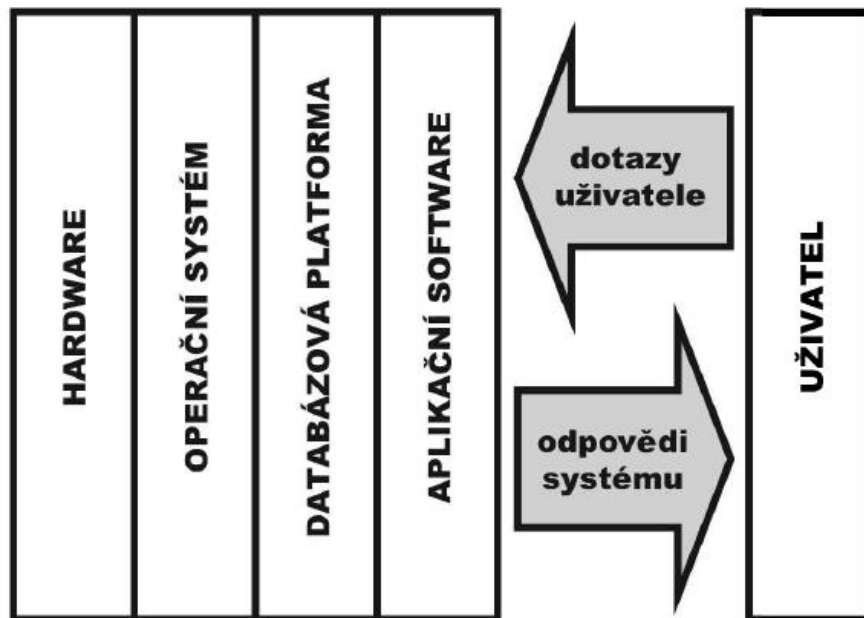 HARDWARE
OPERAČNÍ SYSTÉM
DATABÁZOVÁ PLATFORMA
APLIKAČNÍ SOFTWARE
dotazy
uživatele
odpovědi
systému
UŽIVATEL